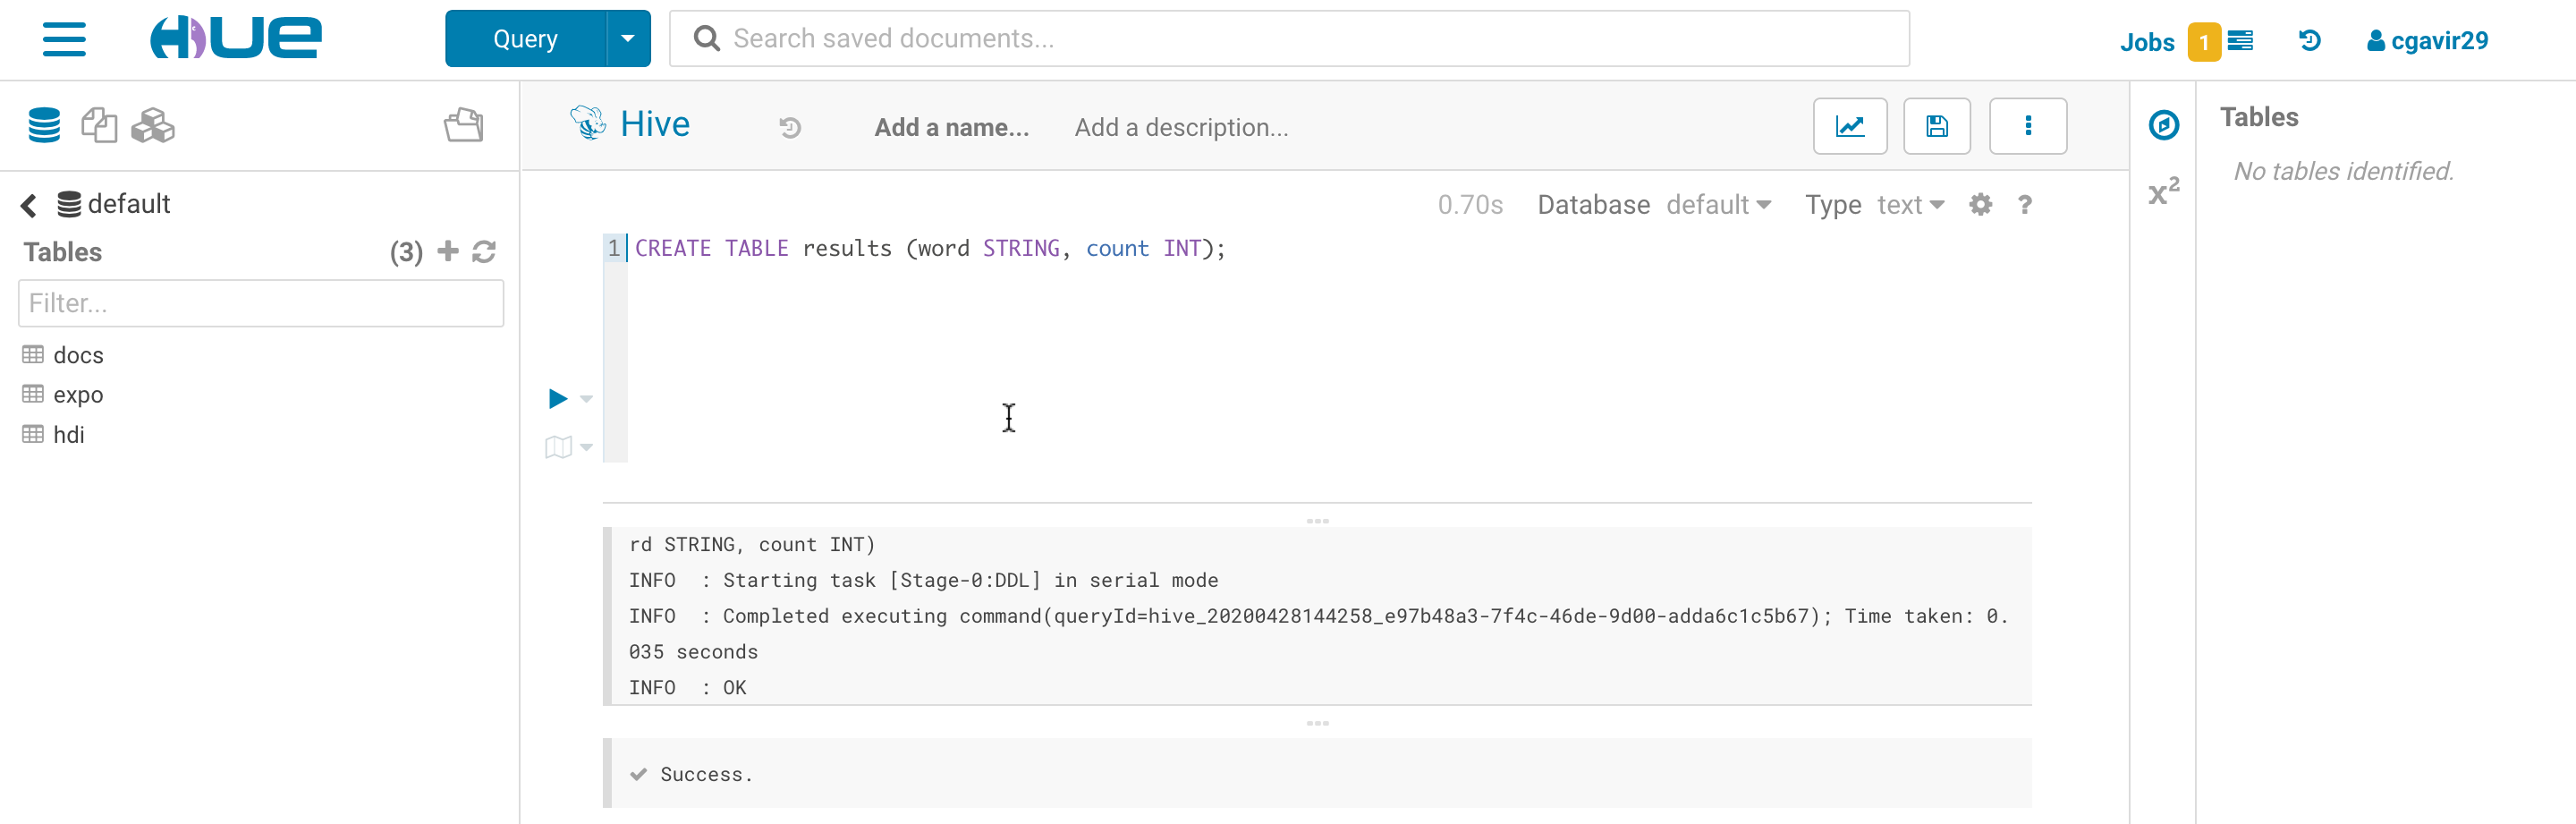 HUE
Query
Search saved documents...
Jobs 1
cgavir29
default
Tables (3)
Filter...
docs
expo
hdi
Hive
Add a name...
Add a description...
0.70s Database default Type text ?
1 CREATE TABLE results (word STRING, count INT);
rd STRING, count INT)
INFO  : Starting task [Stage-0:DDL] in serial mode
INFO  : Completed executing command(queryId=hive_20200428144258_e97b48a3-7f4c-46de-9d00-adda6c1c5b67); Time taken: 0.
035 seconds
INFO  : OK
Success.
x²
Tables
No tables identified.